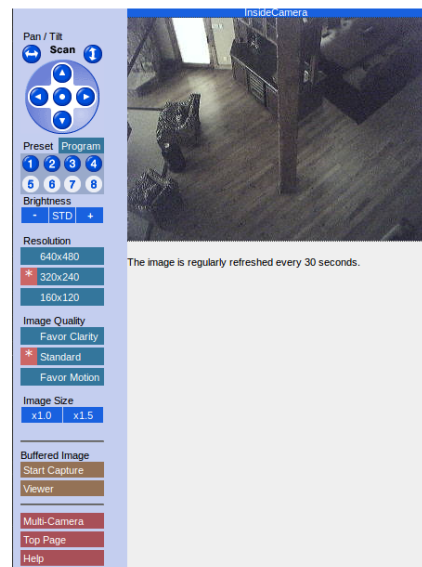 InsideCamera
Pan / Tilt
Scan
Preset Program
1 2 3 4
5 6 7 8
Brightness
- STD +
Resolution
640x480
* 320x240
160x120
Image Quality
Favor Clarity
* Standard
Favor Motion
Image Size
x1.0 x1.5
Buffered Image
Start Capture
Viewer
Multi-Camera
Top Page
Help
The image is regularly refreshed every 30 seconds.